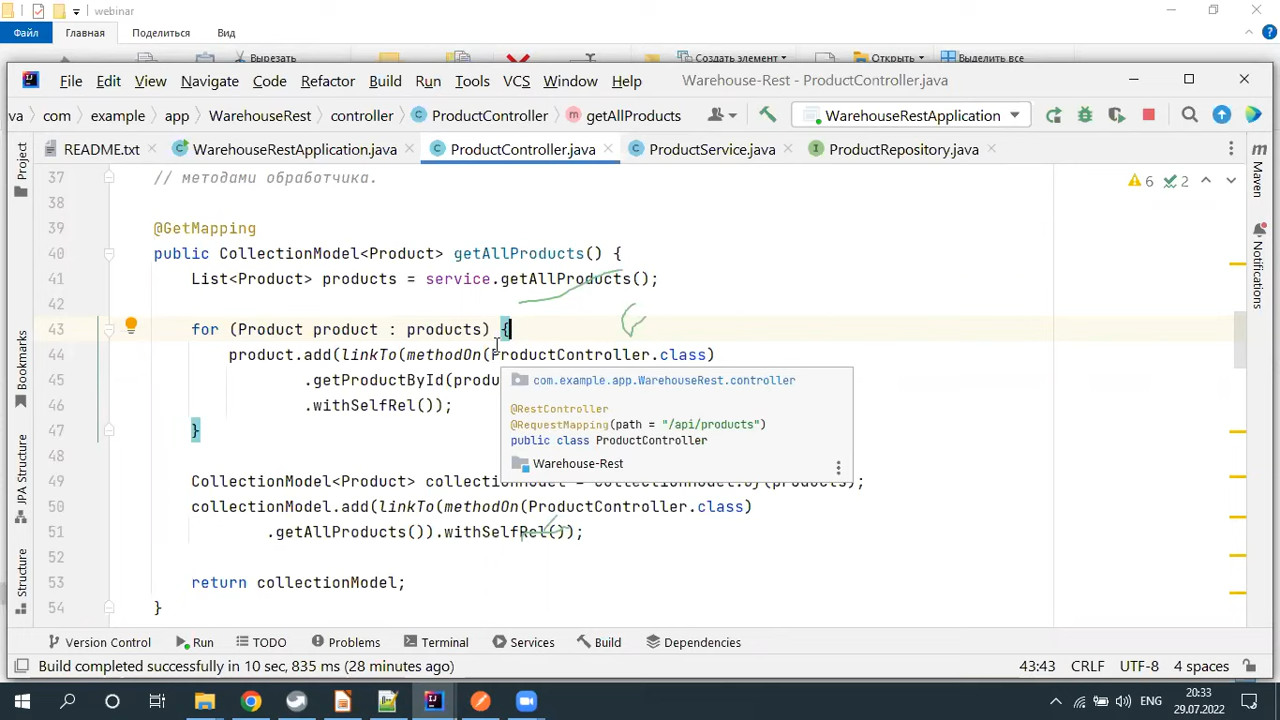 webinar
Файл Главная Поделиться Вид
Вырезать Создать элемент Открыть Выделить все
File Edit View Navigate Code Refactor Build Run Tools VCS Window Help Warehouse-Rest - ProductController.java
va com example app WarehouseRest controller ProductController getAllProducts WarehouseRestApplication
README.txt WarehouseRestApplication.java ProductController.java ProductService.java ProductRepository.java
Project
Bookmarks
JPA Structure
Structure
Maven
Notifications
6 2
37 // методами обработчика.
38
39 @GetMapping
40 public CollectionModel<Product> getAllProducts() {
41 List<Product> products = service.getAllProducts();
42
43 for (Product product : products) {
44 product.add(linkTo(methodOn(ProductController.class)
45 .getProductById(produ
46 .withSelfRel());
47 }
48
49 CollectionModel<Product> collectionModel = CollectionModel.of(products);
50 collectionModel.add(linkTo(methodOn(ProductController.class)
51 .getAllProducts()).withSelfRel());
52
53 return collectionModel;
54 }
com.example.app.WarehouseRest.controller
@RestController
@RequestMapping(path = "/api/products")
public class ProductController
Warehouse-Rest
Version Control Run TODO Problems Terminal Services Build Dependencies
Build completed successfully in 10 sec, 835 ms (28 minutes ago) 43:43 CRLF UTF-8 4 spaces
ENG
20:33
29.07.2022